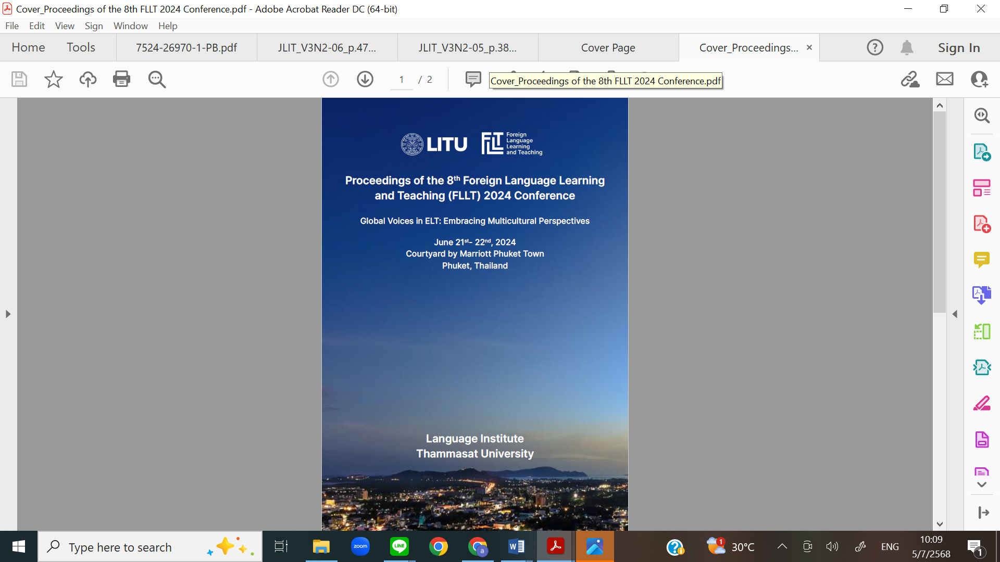 Cover_Proceedings of the 8th FLLT 2024 Conference.pdf - Adobe Acrobat Reader DC (64-bit)
File Edit View Sign Window Help
Home Tools 7524-26970-1-PB.pdf JLIT_V3N2-06_p.47... JLIT_V3N2-05_p.38... Cover Page Cover_Proceedings... × Sign In
1 / 2
Cover_Proceedings of the 8th FLLT 2024 Conference.pdf
LITU
FLLT
Foreign
Language
Learning
and Teaching
Proceedings of the 8th Foreign Language Learning
and Teaching (FLLT) 2024 Conference
Global Voices in ELT: Embracing Multicultural Perspectives
June 21st- 22nd, 2024
Courtyard by Marriott Phuket Town
Phuket, Thailand
Language Institute
Thammasat University
Type here to search
zoom
LINE
a
W
1
30°C
ENG
10:09
5/7/2568
1